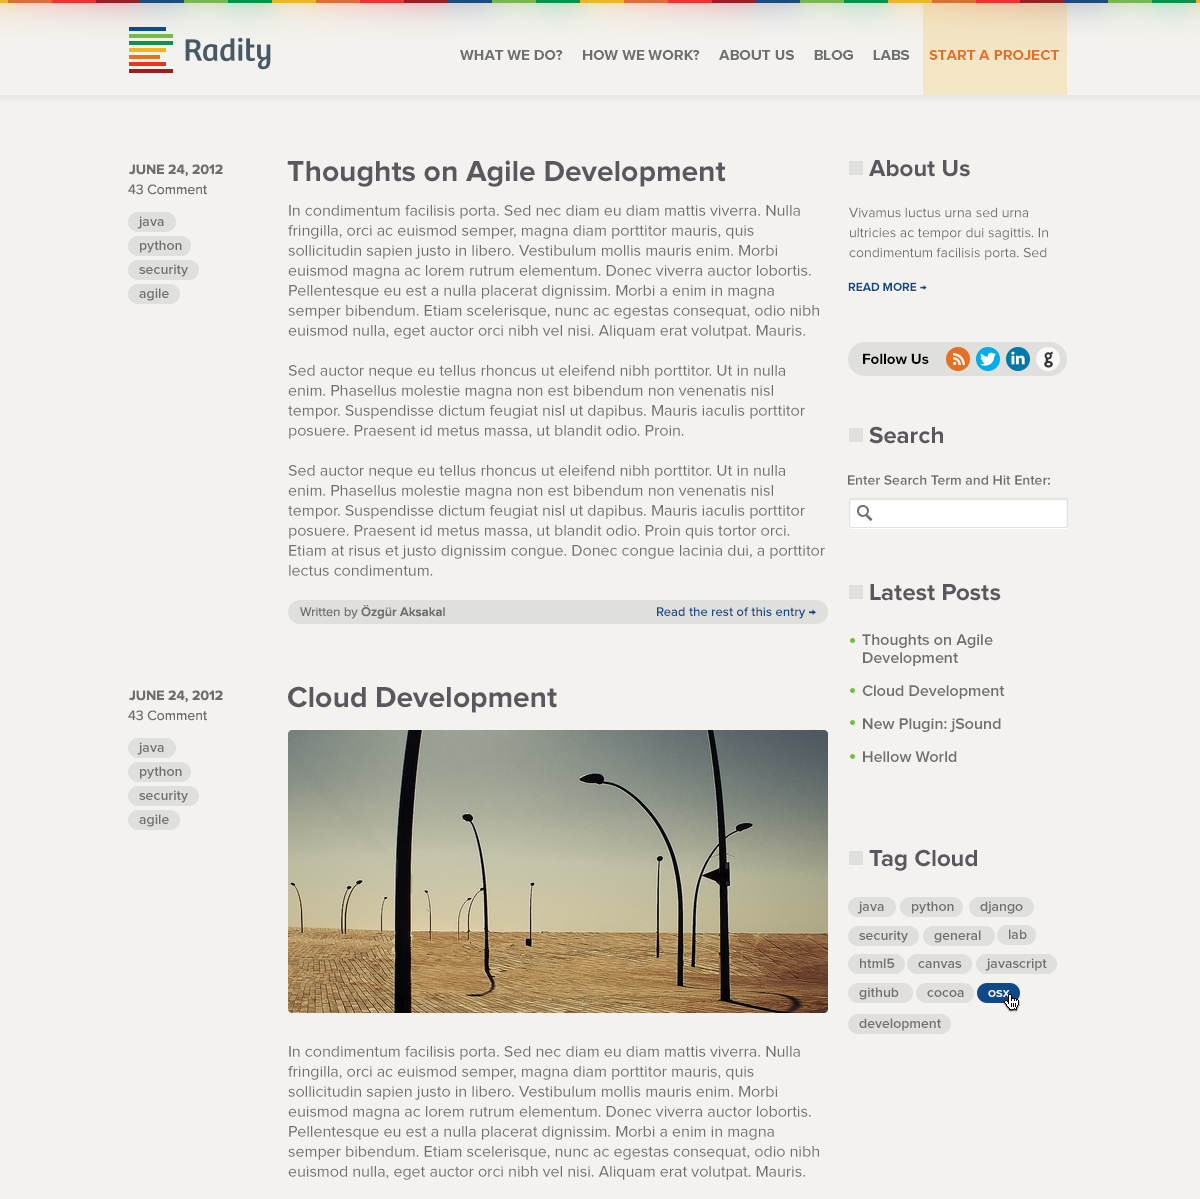 Radity
WHAT WE DO?
HOW WE WORK?
ABOUT US
BLOG
LABS
START A PROJECT
JUNE 24, 2012
43 Comment
java
python
security
agile
Thoughts on Agile Development
In condimentum facilisis porta. Sed nec diam eu diam mattis viverra. Nulla
fringilla, orci ac euismod semper, magna diam porttitor mauris, quis
sollicitudin sapien justo in libero. Vestibulum mollis mauris enim. Morbi
euismod magna ac lorem rutrum elementum. Donec viverra auctor lobortis.
Pellentesque eu est a nulla placerat dignissim. Morbi a enim in magna
semper bibendum. Etiam scelerisque, nunc ac egestas consequat, odio nibh
euismod nulla, eget auctor orci nibh vel nisi. Aliquam erat volutpat. Mauris.
Sed auctor neque eu tellus rhoncus ut eleifend nibh porttitor. Ut in nulla
enim. Phasellus molestie magna non est bibendum non venenatis nisl
tempor. Suspendisse dictum feugiat nisl ut dapibus. Mauris iaculis porttitor
posuere. Praesent id metus massa, ut blandit odio. Proin.
Sed auctor neque eu tellus rhoncus ut eleifend nibh porttitor. Ut in nulla
enim. Phasellus molestie magna non est bibendum non venenatis nisl
tempor. Suspendisse dictum feugiat nisl ut dapibus. Mauris iaculis porttitor
posuere. Praesent id metus massa, ut blandit odio. Proin quis tortor orci.
Etiam at risus et justo dignissim congue. Donec congue lacinia dui, a porttitor
lectus condimentum.
Written by Özgür Aksakal
Read the rest of this entry →
JUNE 24, 2012
43 Comment
java
python
security
agile
Cloud Development
In condimentum facilisis porta. Sed nec diam eu diam mattis viverra. Nulla
fringilla, orci ac euismod semper, magna diam porttitor mauris, quis
sollicitudin sapien justo in libero. Vestibulum mollis mauris enim. Morbi
euismod magna ac lorem rutrum elementum. Donec viverra auctor lobortis.
Pellentesque eu est a nulla placerat dignissim. Morbi a enim in magna
semper bibendum. Etiam scelerisque, nunc ac egestas consequat, odio nibh
euismod nulla, eget auctor orci nibh vel nisi. Aliquam erat volutpat. Mauris.
About Us
Vivamus luctus urna sed urna
ultricies ac tempor dui sagittis. In
condimentum facilisis porta. Sed
READ MORE →
Follow Us
in
g
Search
Enter Search Term and Hit Enter:
Latest Posts
• Thoughts on Agile
Development
• Cloud Development
• New Plugin: jSound
• Hellow World
Tag Cloud
java python django
security general lab
html5 canvas javascript
github cocoa osx
development